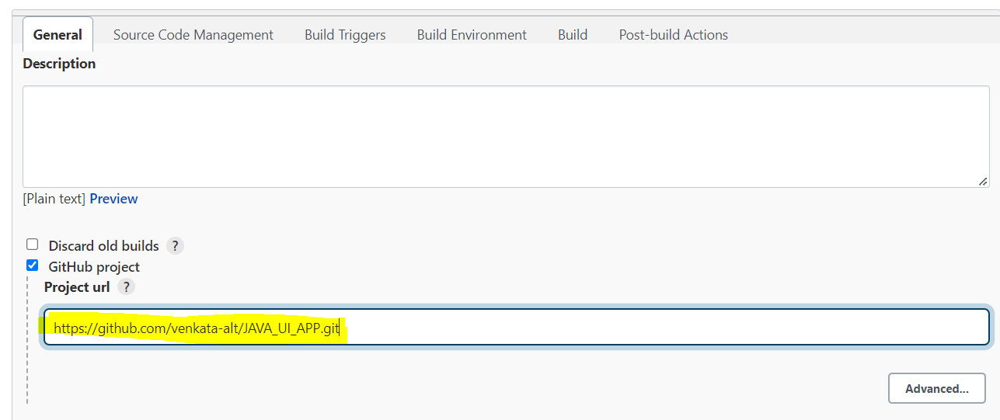 General Source Code Management Build Triggers Build Environment Build Post-build Actions
Description
[Plain text] Preview
Discard old builds ?
GitHub project
Project url ?
https://github.com/venkata-alt/JAVA_UI_APP.git
Advanced...